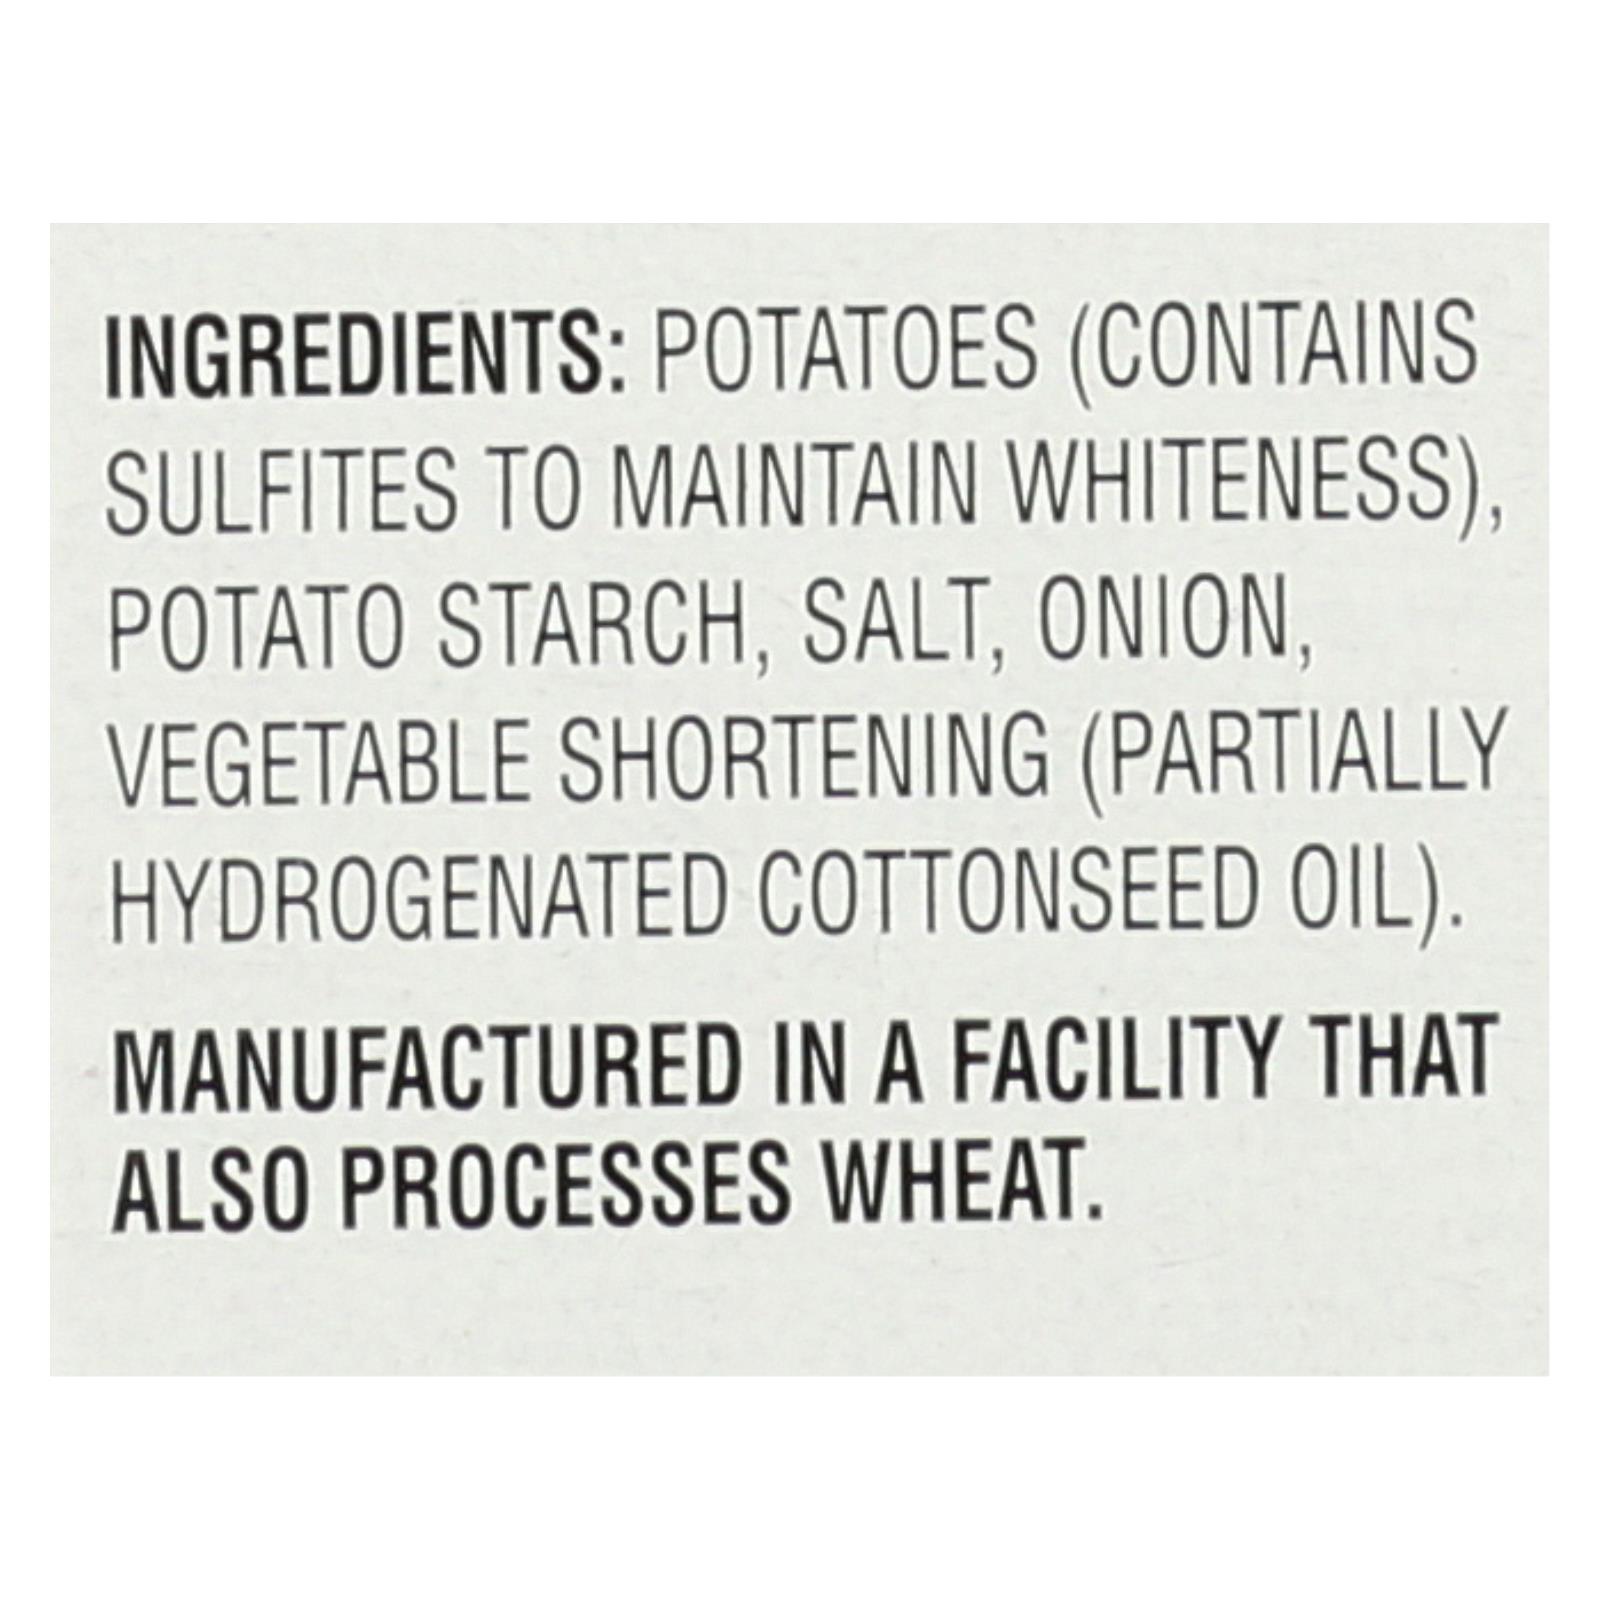 INGREDIENTS: POTATOES (CONTAINS
SULFITES TO MAINTAIN WHITENESS),
POTATO STARCH, SALT, ONION,
VEGETABLE SHORTENING (PARTIALLY
HYDROGENATED COTTONSEED OIL).
MANUFACTURED IN A FACILITY THAT
ALSO PROCESSES WHEAT.